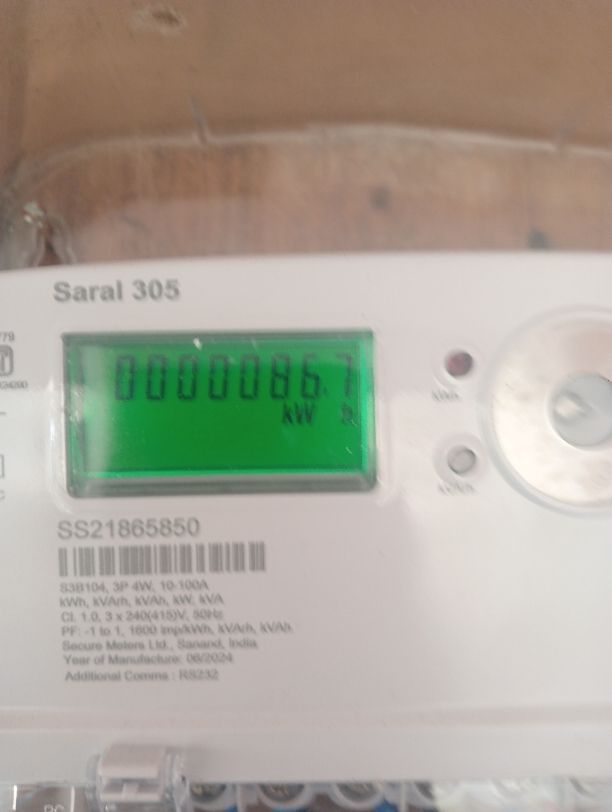 Saral 305
0000086.7
kW h
kWh
kVArh
SS21865850
S3B104, 3P 4W, 10-100A
kWh, kVArh, kVAh, kW, kVA
Cl. 1.0, 3 x 240(415)V, 50Hz
PF: -1 to 1, 1600 imp/kWh, kVArh, kVAh
Secure Meters Ltd., Sanand, India
Year of Manufacture: 06/2024
Additional Comms : RS232